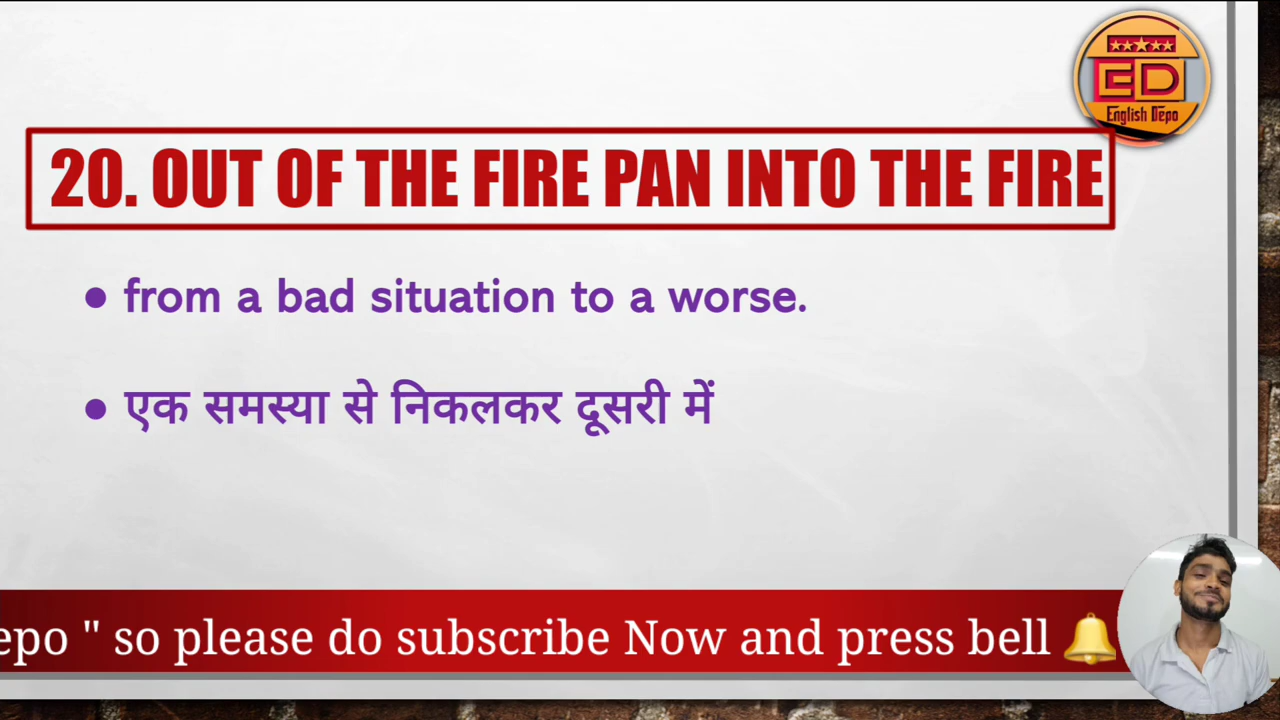 ED
English Depo
20. OUT OF THE FIRE PAN INTO THE FIRE
• from a bad situation to a worse.
• एक समस्या से निकलकर दूसरी में
epo " so please do subscribe Now and press bell 🔔